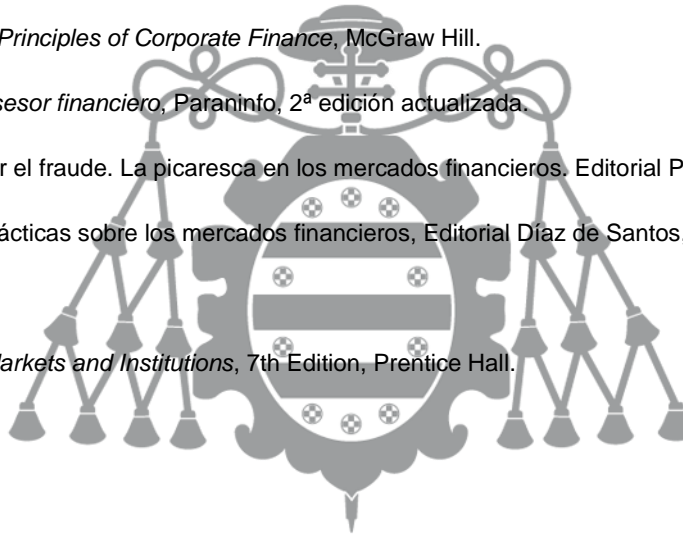 Principles of Corporate Finance, McGraw Hill.
sesor financiero, Paraninfo, 2ª edición actualizada.
r el fraude. La picaresca en los mercados financieros. Editorial P
ácticas sobre los mercados financieros, Editorial Díaz de Santos,
Markets and Institutions, 7th Edition, Prentice Hall.